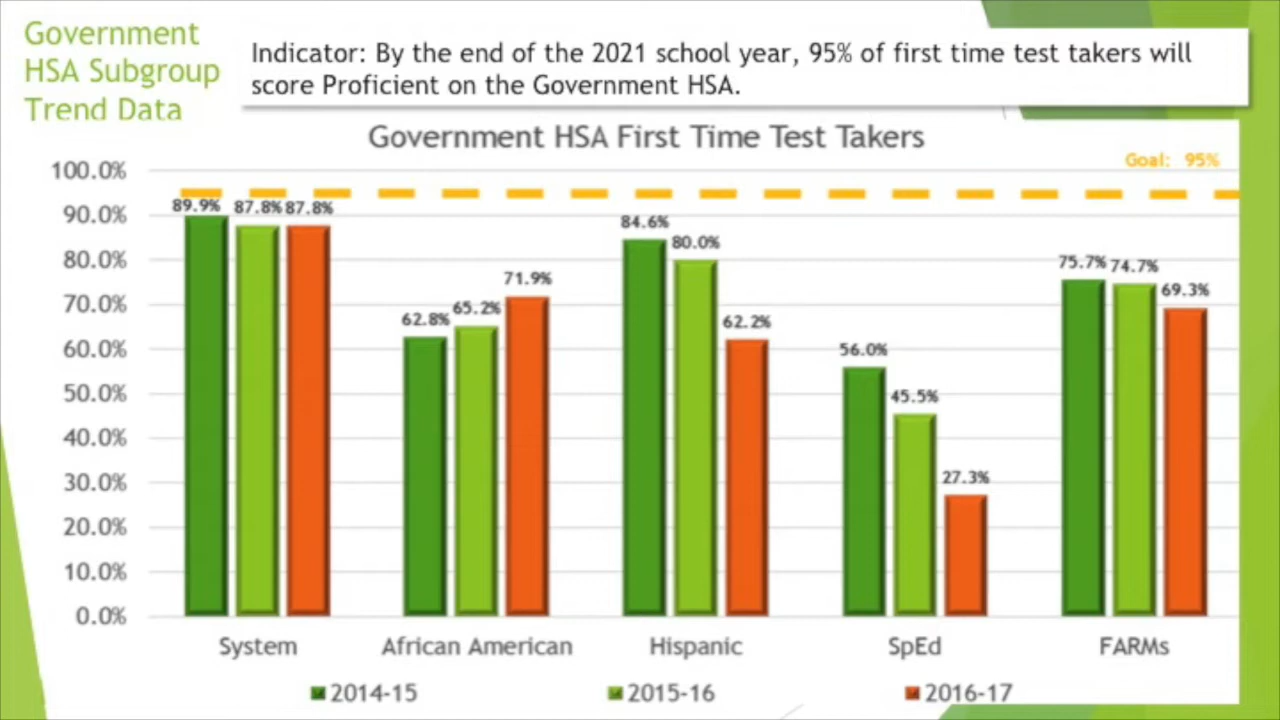 Government
HSA Subgroup
Trend Data
Indicator: By the end of the 2021 school year, 95% of first time test takers will
score Proficient on the Government HSA.
Government HSA First Time Test Takers
Goal: 95%
100.0%
90.0%
80.0%
70.0%
60.0%
50.0%
40.0%
30.0%
20.0%
10.0%
0.0%
89.9% 87.8% 87.8%
62.8% 65.2% 71.9%
84.6% 80.0% 62.2%
56.0% 45.5% 27.3%
75.7% 74.7% 69.3%
System African American Hispanic SpEd FARMs
2014-15 2015-16 2016-17